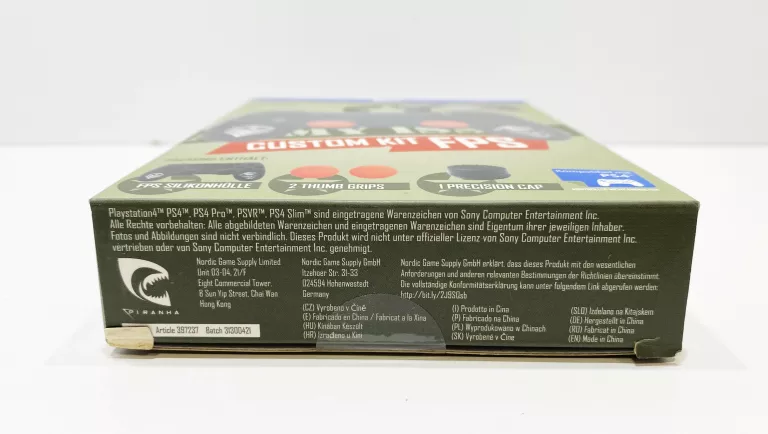 CUSTOM KIT FPS
FPS SILIKONHÜLLE
2 THUMB GRIPS
1 PRECISION CAP
PS4
Playstation4™ PS4™, PS4 Pro™, PSVR™, PS4 Slim™ sind eingetragene Warenzeichen von Sony Computer Entertainment Inc.
Alle Rechte vorbehalten: Alle abgebildeten Warenzeichen und eingetragenen Warenzeichen sind Eigentum ihrer jeweiligen Inhaber.
Fotos und Abbildungen sind nicht verbindlich. Dieses Produkt wird nicht unter offizieller Lizenz von Sony Computer Entertainment Inc.
vertrieben oder von Sony Computer Entertainment Inc. genehmigt.
PIRANHA
Nordic Game Supply Limited
Unit 03-04, 21/F
Eight Commercial Tower.
8 Sun Yip Street, Chai Wan
Hong Kong
Nordic Game Supply GmbH
Itzehoer Str. 31-33
024594 Hohenwestedt
Germany
Nordic Game Supply GmbH erklärt, dass dieses Produkt mit den wesentlichen
Anforderungen und anderen relevanten Bestimmungen der Richtlinien übereinstimmt.
Die vollständige Konformitätserklärung kann unter folgendem Link abgerufen werden:
http://bit.ly/2J9SQsb
(CZ) Vyrobeno v Číně
(E) Fabricado en China / Fabricat a la Xina
(HU) Kínában Készült
(HR) Izrađeno u Kini
(I) Prodotto in Cina
(P) Fabricado na China
(PL) Wyprodukowano w Chinach
(SK) Vyrobené v Číne
(SLO) Izdelano na Kitajskem
(DE) Hergestellt in China
(RO) Fabricat in China
(EN) Made in China
Article 397237 Batch 31300421